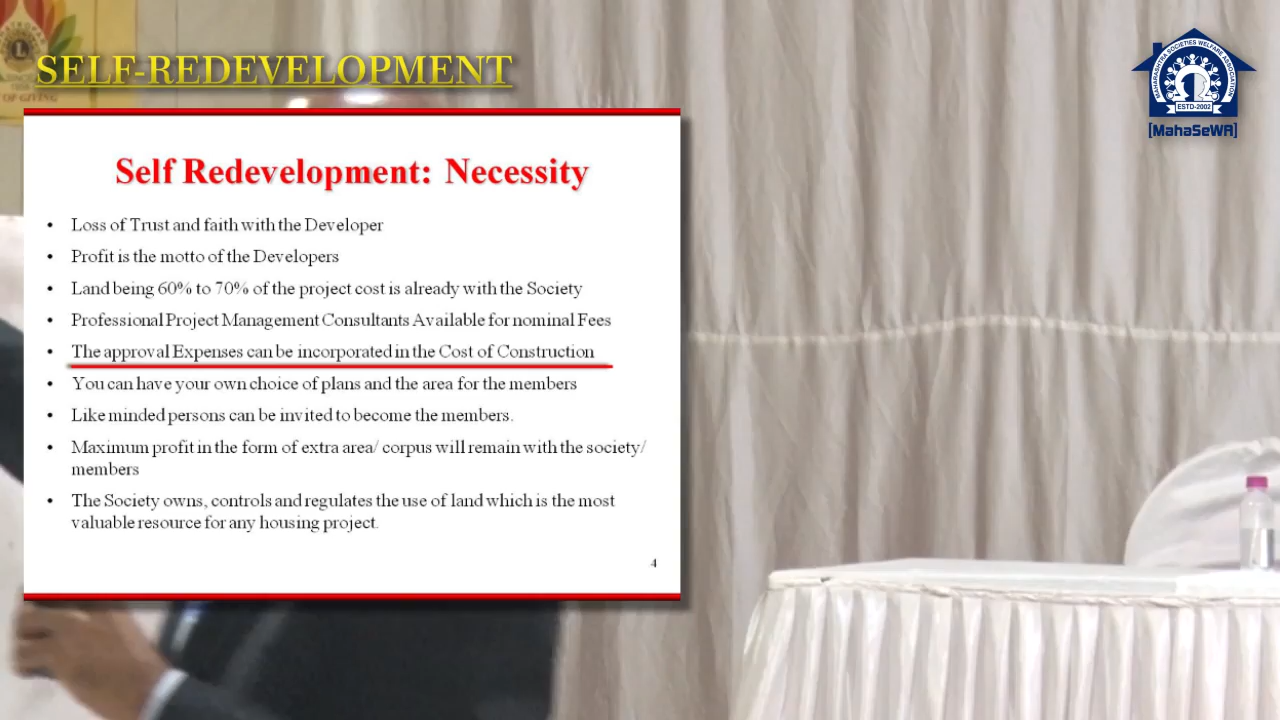 OF GIVING
SELF-REDEVELOPMENT
MAHARASHTRA SOCIETIES WELFARE ASSOCIATION
ESTD-2002
[MahaSeWA]
Self Redevelopment: Necessity
• Loss of Trust and faith with the Developer
• Profit is the motto of the Developers
• Land being 60% to 70% of the project cost is already with the Society
• Professional Project Management Consultants Available for nominal Fees
• The approval Expenses can be incorporated in the Cost of Construction
• You can have your own choice of plans and the area for the members
• Like minded persons can be invited to become the members.
• Maximum profit in the form of extra area/ corpus will remain with the society/
members
• The Society owns, controls and regulates the use of land which is the most
valuable resource for any housing project.
4